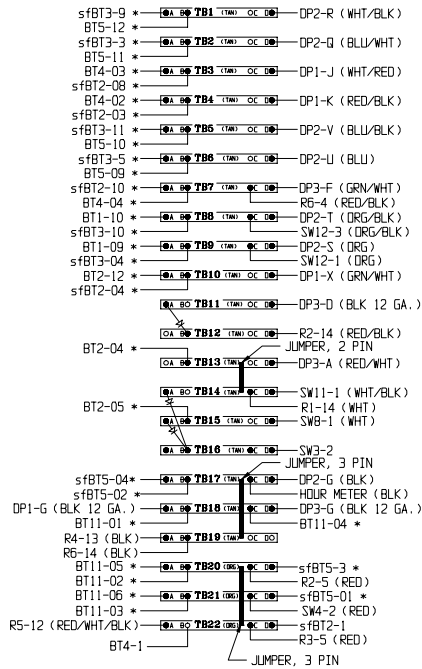 sfBT3-9 * A B TB1 (TAN) C D DP2-R (WHT/BLK)
BT5-12 *
sfBT3-3 * A B TB2 (TAN) C D DP2-Q (BLU/WHT)
BT5-11 *
BT4-03 * A B TB3 (TAN) C D DP1-J (WHT/RED)
sfBT2-08 *
BT4-02 * A B TB4 (TAN) C D DP1-K (RED/BLK)
sfBT2-03 *
sfBT3-11 * A B TB5 (TAN) C D DP2-V (BLU/BLK)
BT5-10 *
sfBT3-5 * A B TB6 (TAN) C D DP2-U (BLU)
BT5-09 *
sfBT2-10 * A B TB7 (TAN) C D DP3-F (GRN/WHT)
BT4-04 * R6-4 (RED/BLK)
BT1-10 * A B TB8 (TAN) C D DP2-T (ORG/BLK)
sfBT3-10 * SW12-3 (ORG/BLK)
BT1-09 * A B TB9 (TAN) C D DP2-S (ORG)
sfBT3-04 * SW12-1 (ORG)
BT2-12 * A B TB10 (TAN) C D DP1-X (GRN/WHT)
sfBT2-04 *
A B TB11 (TAN) C D DP3-D (BLK 12 GA.)
A B TB12 (TAN) C D R2-14 (RED/BLK)
BT2-04 * JUMPER, 2 PIN
A B TB13 (TAN) C D DP3-A (RED/WHT)
A B TB14 (TAN) C D SW11-1 (WHT/BLK)
BT2-05 * R1-14 (WHT)
A B TB15 (TAN) C D SW8-1 (WHT)
A B TB16 (TAN) C D SW3-2
JUMPER, 3 PIN
sfBT5-04* A B TB17 (TAN) C D DP2-G (BLK)
sfBT5-02 * HOUR METER (BLK)
DP1-G (BLK 12 GA.) A B TB18 (TAN) C D DP3-G (BLK 12 GA.)
BT11-01 * BT11-04 *
R4-13 (BLK) A B TB19 (TAN) C D
R6-14 (BLK)
BT11-05 * A B TB20 (ORG) C D sfBT5-3 *
BT11-02 * R2-5 (RED)
BT11-06 * A B TB21 (ORG) C D sfBT5-01 *
BT11-03 * SW4-2 (RED)
R5-12 (RED/WHT/BLK) A B TB22 (ORG) C D sfBT2-1
BT4-1 R3-5 (RED)
JUMPER, 3 PIN